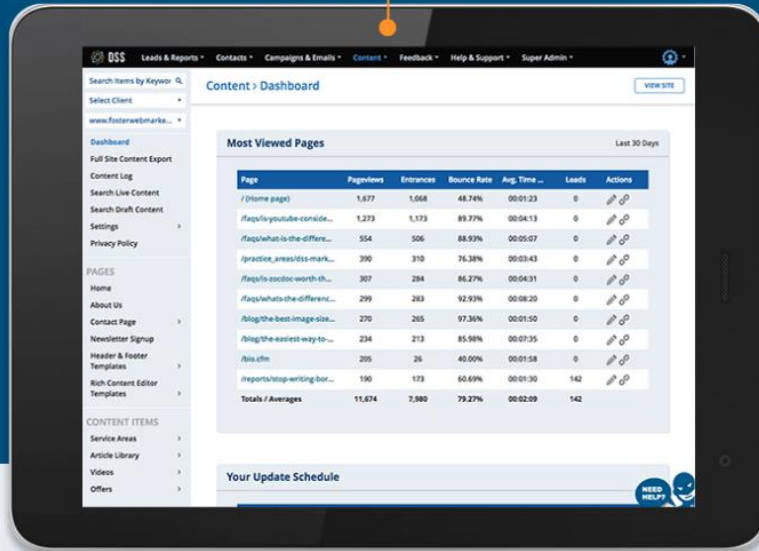 DSS
Leads & Reports
Contacts
Campaigns & Emails
Content
Feedback
Help & Support
Super Admin
Search Items by Keywor
Select Client
www.fosterwebmarke...
Dashboard
Full Site Content Export
Content Log
Search Live Content
Search Draft Content
Settings
Privacy Policy
PAGES
Home
About Us
Contact Page
Newsletter Signup
Header & Footer
Templates
Rich Content Editor
Templates
CONTENT ITEMS
Service Areas
Article Library
Videos
Offers
Content > Dashboard
VIEW SITE
Most Viewed Pages
Last 30 Days
Page Pageviews Entrances Bounce Rate Avg. Time ... Leads Actions
/ (Home page) 1,677 1,068 48.74% 00:01:23 0
/faqs/is-youtube-conside... 1,273 1,173 89.77% 00:04:13 0
/faqs/what-is-the-differe... 554 506 88.93% 00:05:07 0
/practice_areas/dss-mark... 390 310 76.38% 00:03:43 0
/faqs/is-zocdoc-worth-th... 307 284 86.27% 00:04:31 0
/faqs/whats-the-differenc... 299 283 92.93% 00:08:20 0
/blog/the-best-image-size... 270 265 97.36% 00:01:50 0
/blog/the-easiest-way-to-... 234 213 85.98% 00:07:35 0
/bio.cfm 205 26 40.00% 00:01:58 0
/reports/stop-writing-bor... 190 173 60.69% 00:01:30 142
Totals / Averages 11,674 7,980 79.27% 00:02:09 142
Your Update Schedule
NEED
HELP?